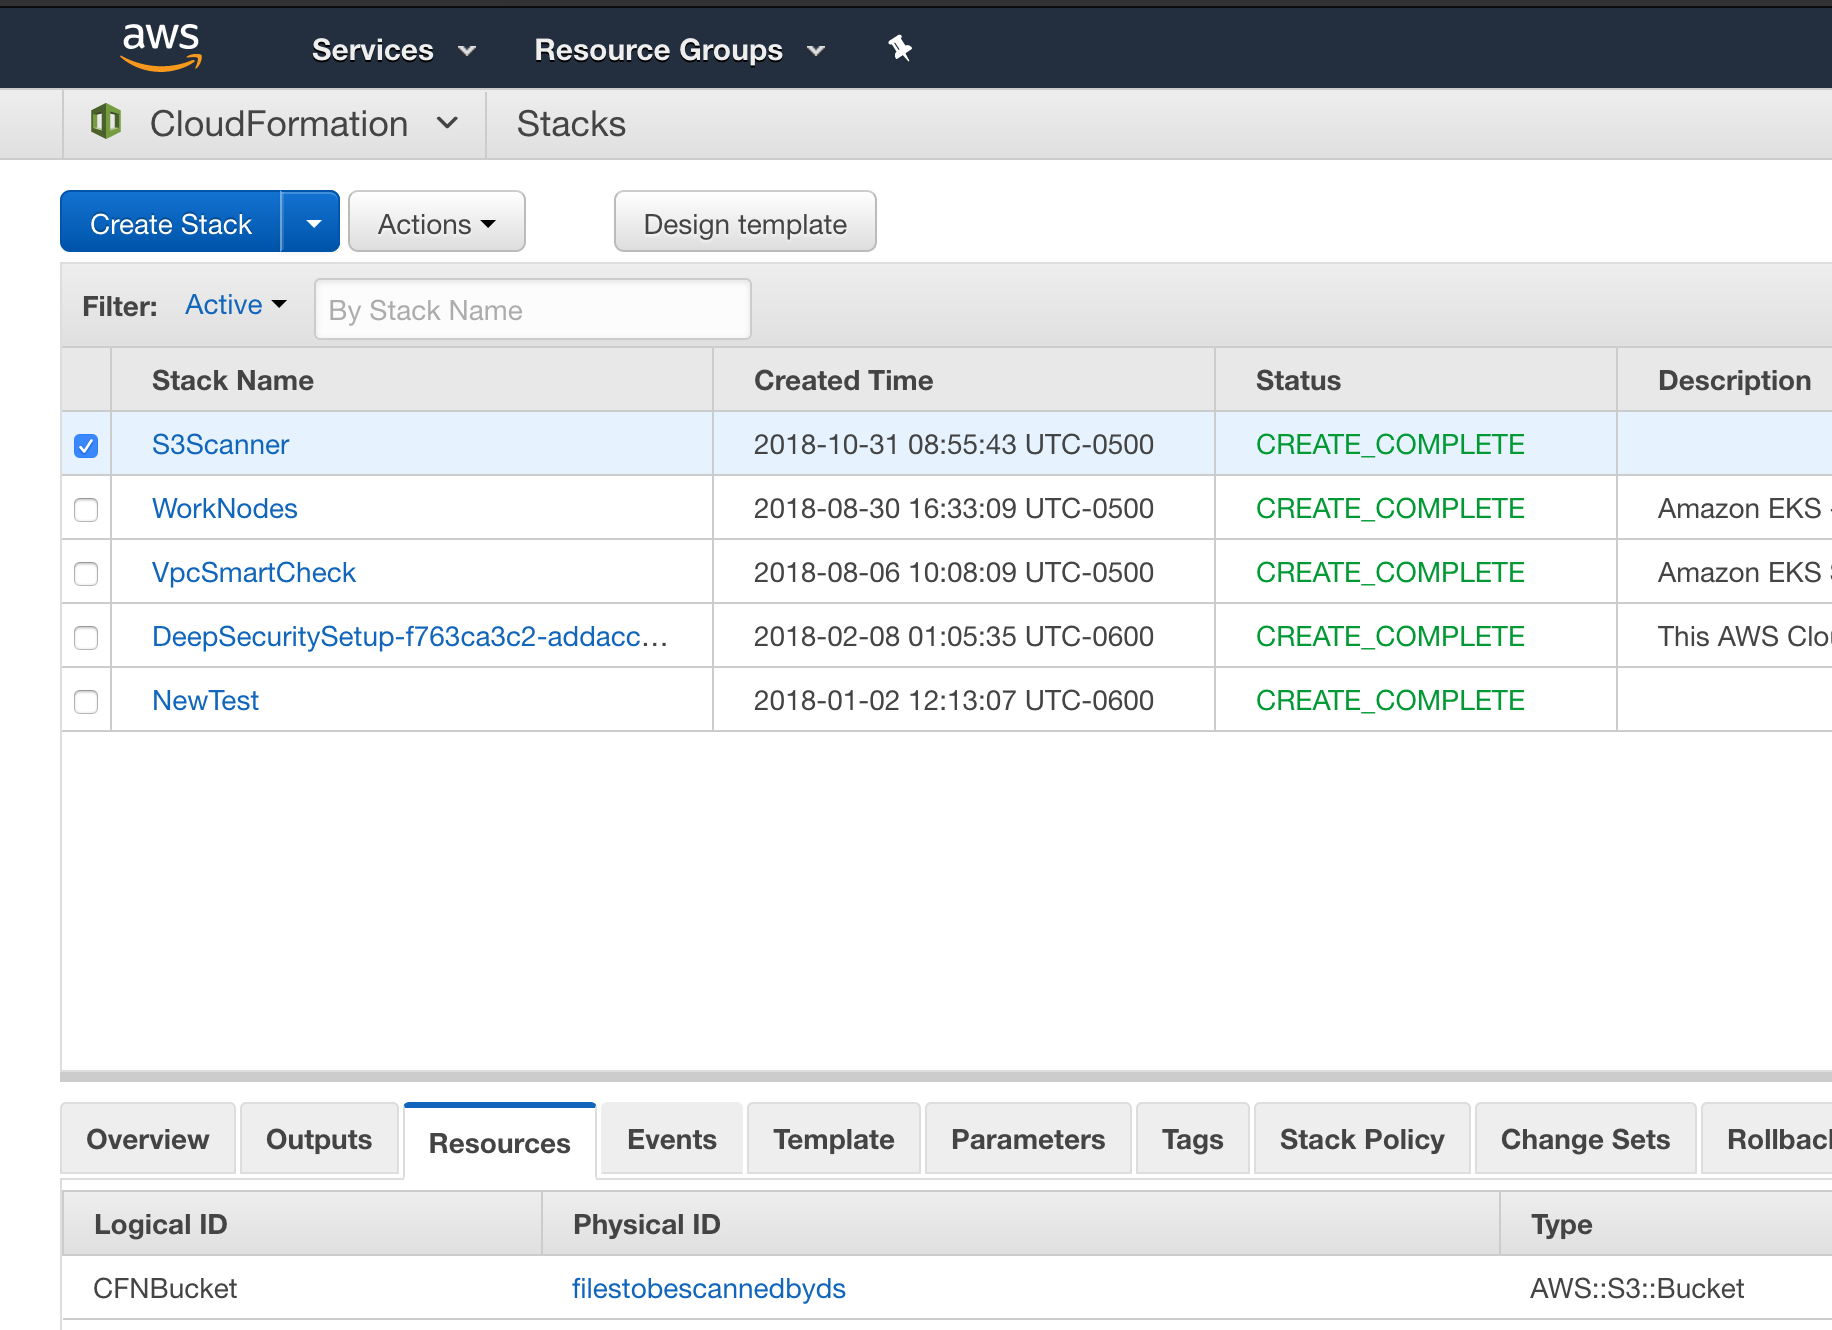 aws Services Resource Groups
CloudFormation Stacks
Create Stack Actions Design template
Filter: Active By Stack Name
Stack Name Created Time Status Description
S3Scanner 2018-10-31 08:55:43 UTC-0500 CREATE_COMPLETE
WorkNodes 2018-08-30 16:33:09 UTC-0500 CREATE_COMPLETE Amazon EKS
VpcSmartCheck 2018-08-06 10:08:09 UTC-0500 CREATE_COMPLETE Amazon EKS
DeepSecuritySetup-f763ca3c2-addacc... 2018-02-08 01:05:35 UTC-0600 CREATE_COMPLETE This AWS Clo
NewTest 2018-01-02 12:13:07 UTC-0600 CREATE_COMPLETE
Overview Outputs Resources Events Template Parameters Tags Stack Policy Change Sets Rollbac
Logical ID Physical ID Type
CFNBucket filestobescannedbyds AWS::S3::Bucket